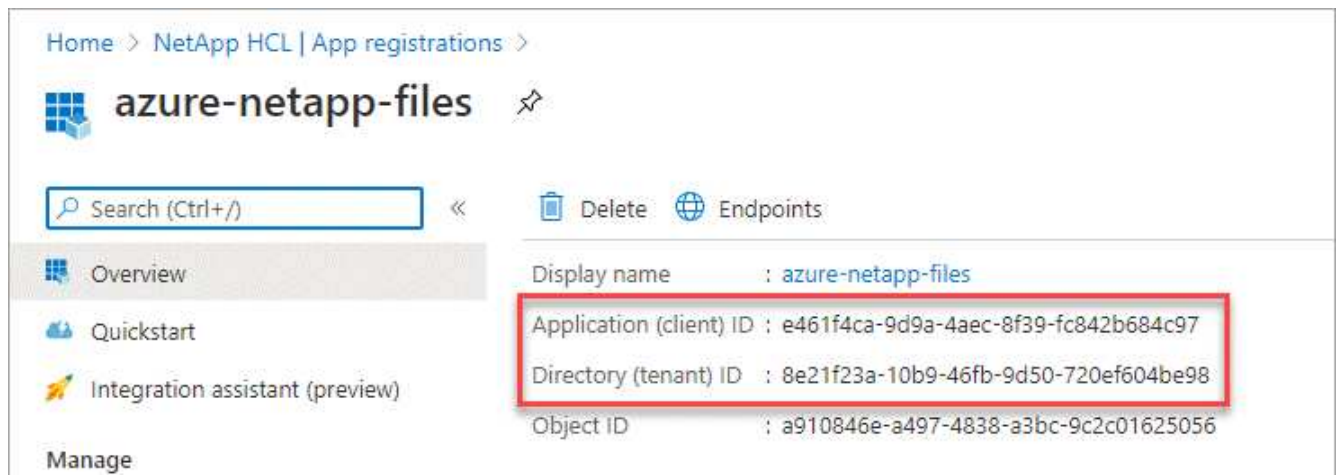 Home > NetApp HCL | App registrations >
azure-netapp-files
Search (Ctrl+/)
«
Delete
Endpoints
Overview
Quickstart
Integration assistant (preview)
Manage
Display name : azure-netapp-files
Application (client) ID : e461f4ca-9d9a-4aec-8f39-fc842b684c97
Directory (tenant) ID : 8e21f23a-10b9-46fb-9d50-720ef604be98
Object ID : a910846e-a497-4838-a3bc-9c2c01625056